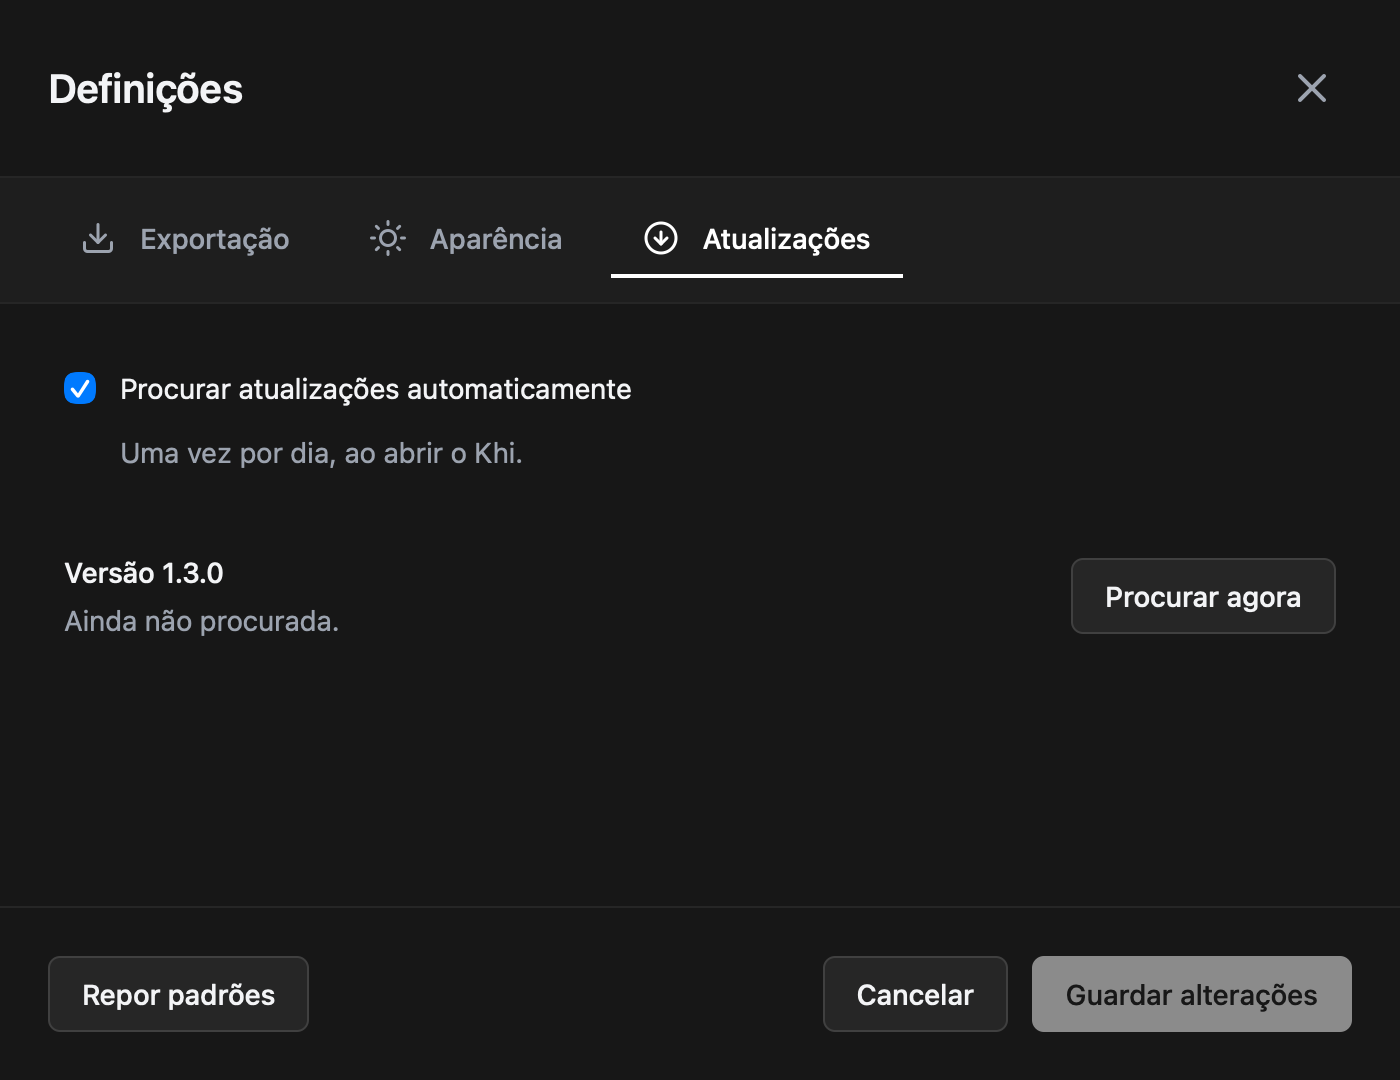 Definições
Exportação
Aparência
Atualizações
Procurar atualizações automaticamente
Uma vez por dia, ao abrir o Khi.
Versão 1.3.0
Ainda não procurada.
Procurar agora
Repor padrões
Cancelar
Guardar alterações